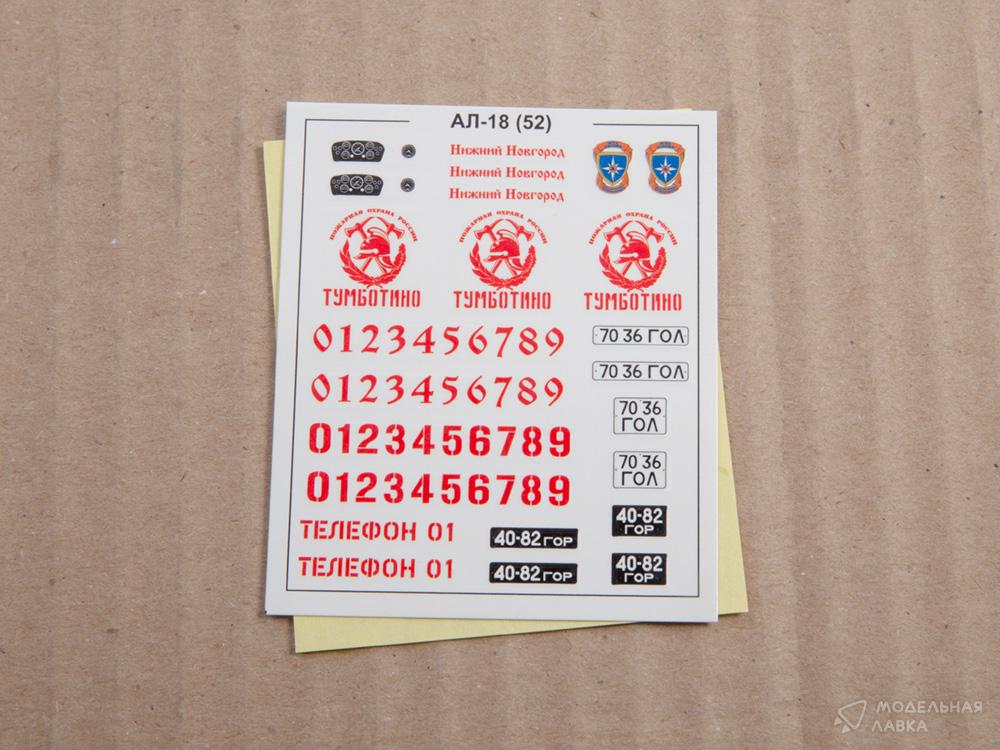 АЛ-18 (52)
Нижний Новгород
Нижний Новгород
Нижний Новгород
ПОЖАРНАЯ ОХРАНА РОССИИ
ТУМБОТИНО
ПОЖАРНАЯ ОХРАНА РОССИИ
ТУМБОТИНО
ПОЖАРНАЯ ОХРАНА РОССИИ
ТУМБОТИНО
0123456789
70 36 ГОЛ
0123456789
70 36 ГОЛ
0123456789
70 36
ГОЛ
0123456789
70 36
ГОЛ
ТЕЛЕФОН 01
40-82 ГОР
40-82
ГОР
ТЕЛЕФОН 01
40-82 ГОР
40-82
ГОР
МОДЕЛЬНАЯ
ЛАВКА